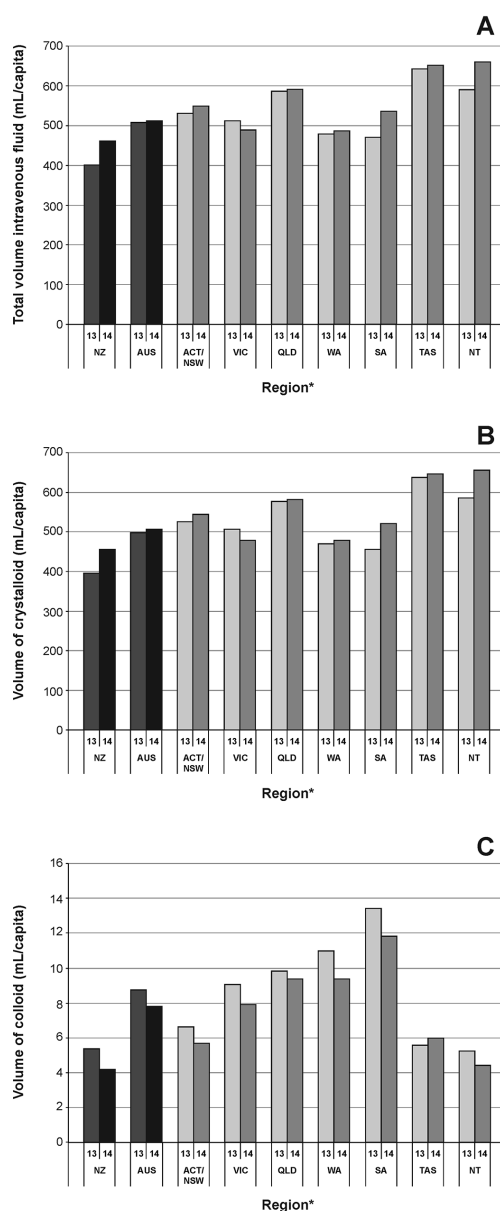 A
Total volume intravenous fluid (mL/capita)
700
600
500
400
300
200
100
0
13 14 13 14 13 14 13 14 13 14 13 14 13 14 13 14 13 14
NZ AUS ACT/ VIC QLD WA SA TAS NT
NSW
Region*
B
Volume of crystalloid (mL/capita)
700
600
500
400
300
200
100
0
13 14 13 14 13 14 13 14 13 14 13 14 13 14 13 14 13 14
NZ AUS ACT/ VIC QLD WA SA TAS NT
NSW
Region*
C
Volume of colloid (mL/capita)
16
14
12
10
8
6
4
2
0
13 14 13 14 13 14 13 14 13 14 13 14 13 14 13 14 13 14
NZ AUS ACT/ VIC QLD WA SA TAS NT
NSW
Region*